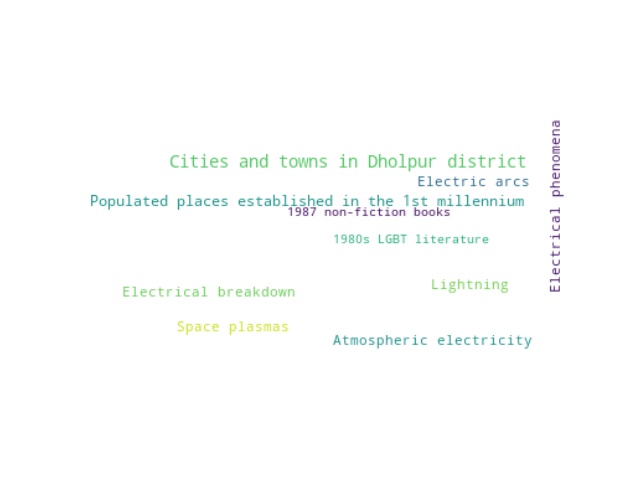 Cities and towns in Dholpur district
Electric arcs
Populated places established in the 1st millennium
1987 non-fiction books
1980s LGBT literature
Electrical phenomena
Lightning
Electrical breakdown
Space plasmas
Atmospheric electricity